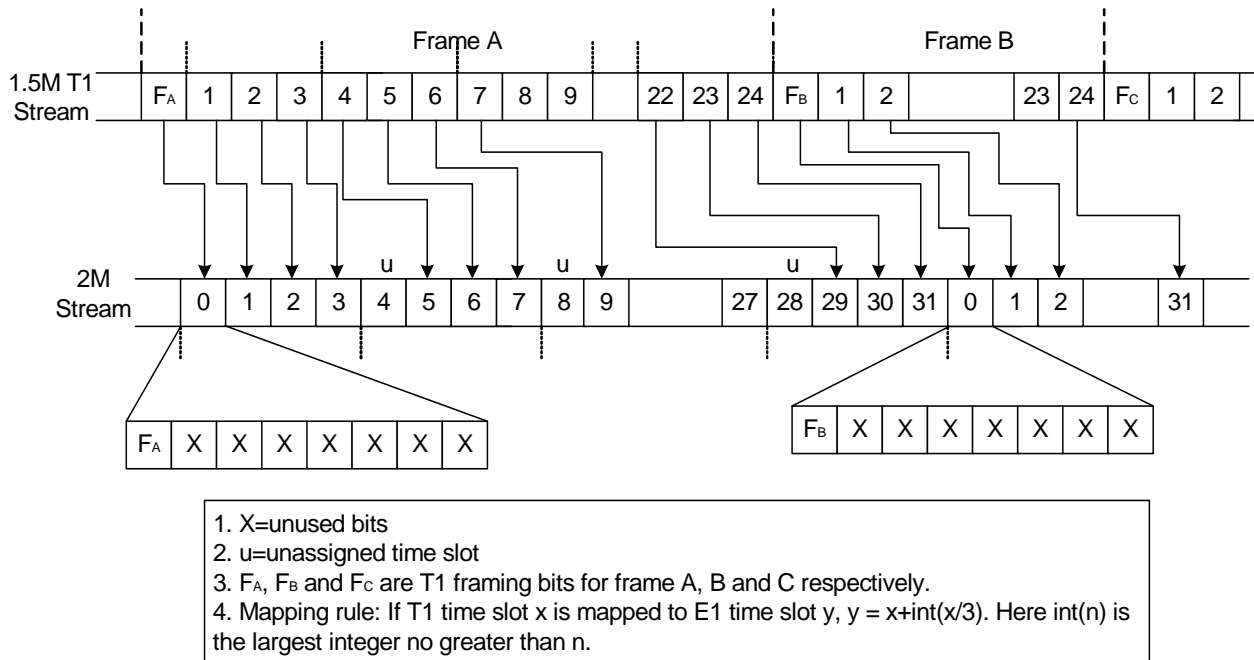 Frame A Frame B
1.5M T1
Stream
FA 1 2 3 4 5 6 7 8 9 22 23 24 FB 1 2 23 24 FC 1 2
u u u
2M
Stream
0 1 2 3 4 5 6 7 8 9 27 28 29 30 31 0 1 2 31
FA X X X X X X X
FB X X X X X X X
1. X=unused bits
2. u=unassigned time slot
3. FA, FB and FC are T1 framing bits for frame A, B and C respectively.
4. Mapping rule: If T1 time slot x is mapped to E1 time slot y, y = x+int(x/3). Here int(n) is
the largest integer no greater than n.